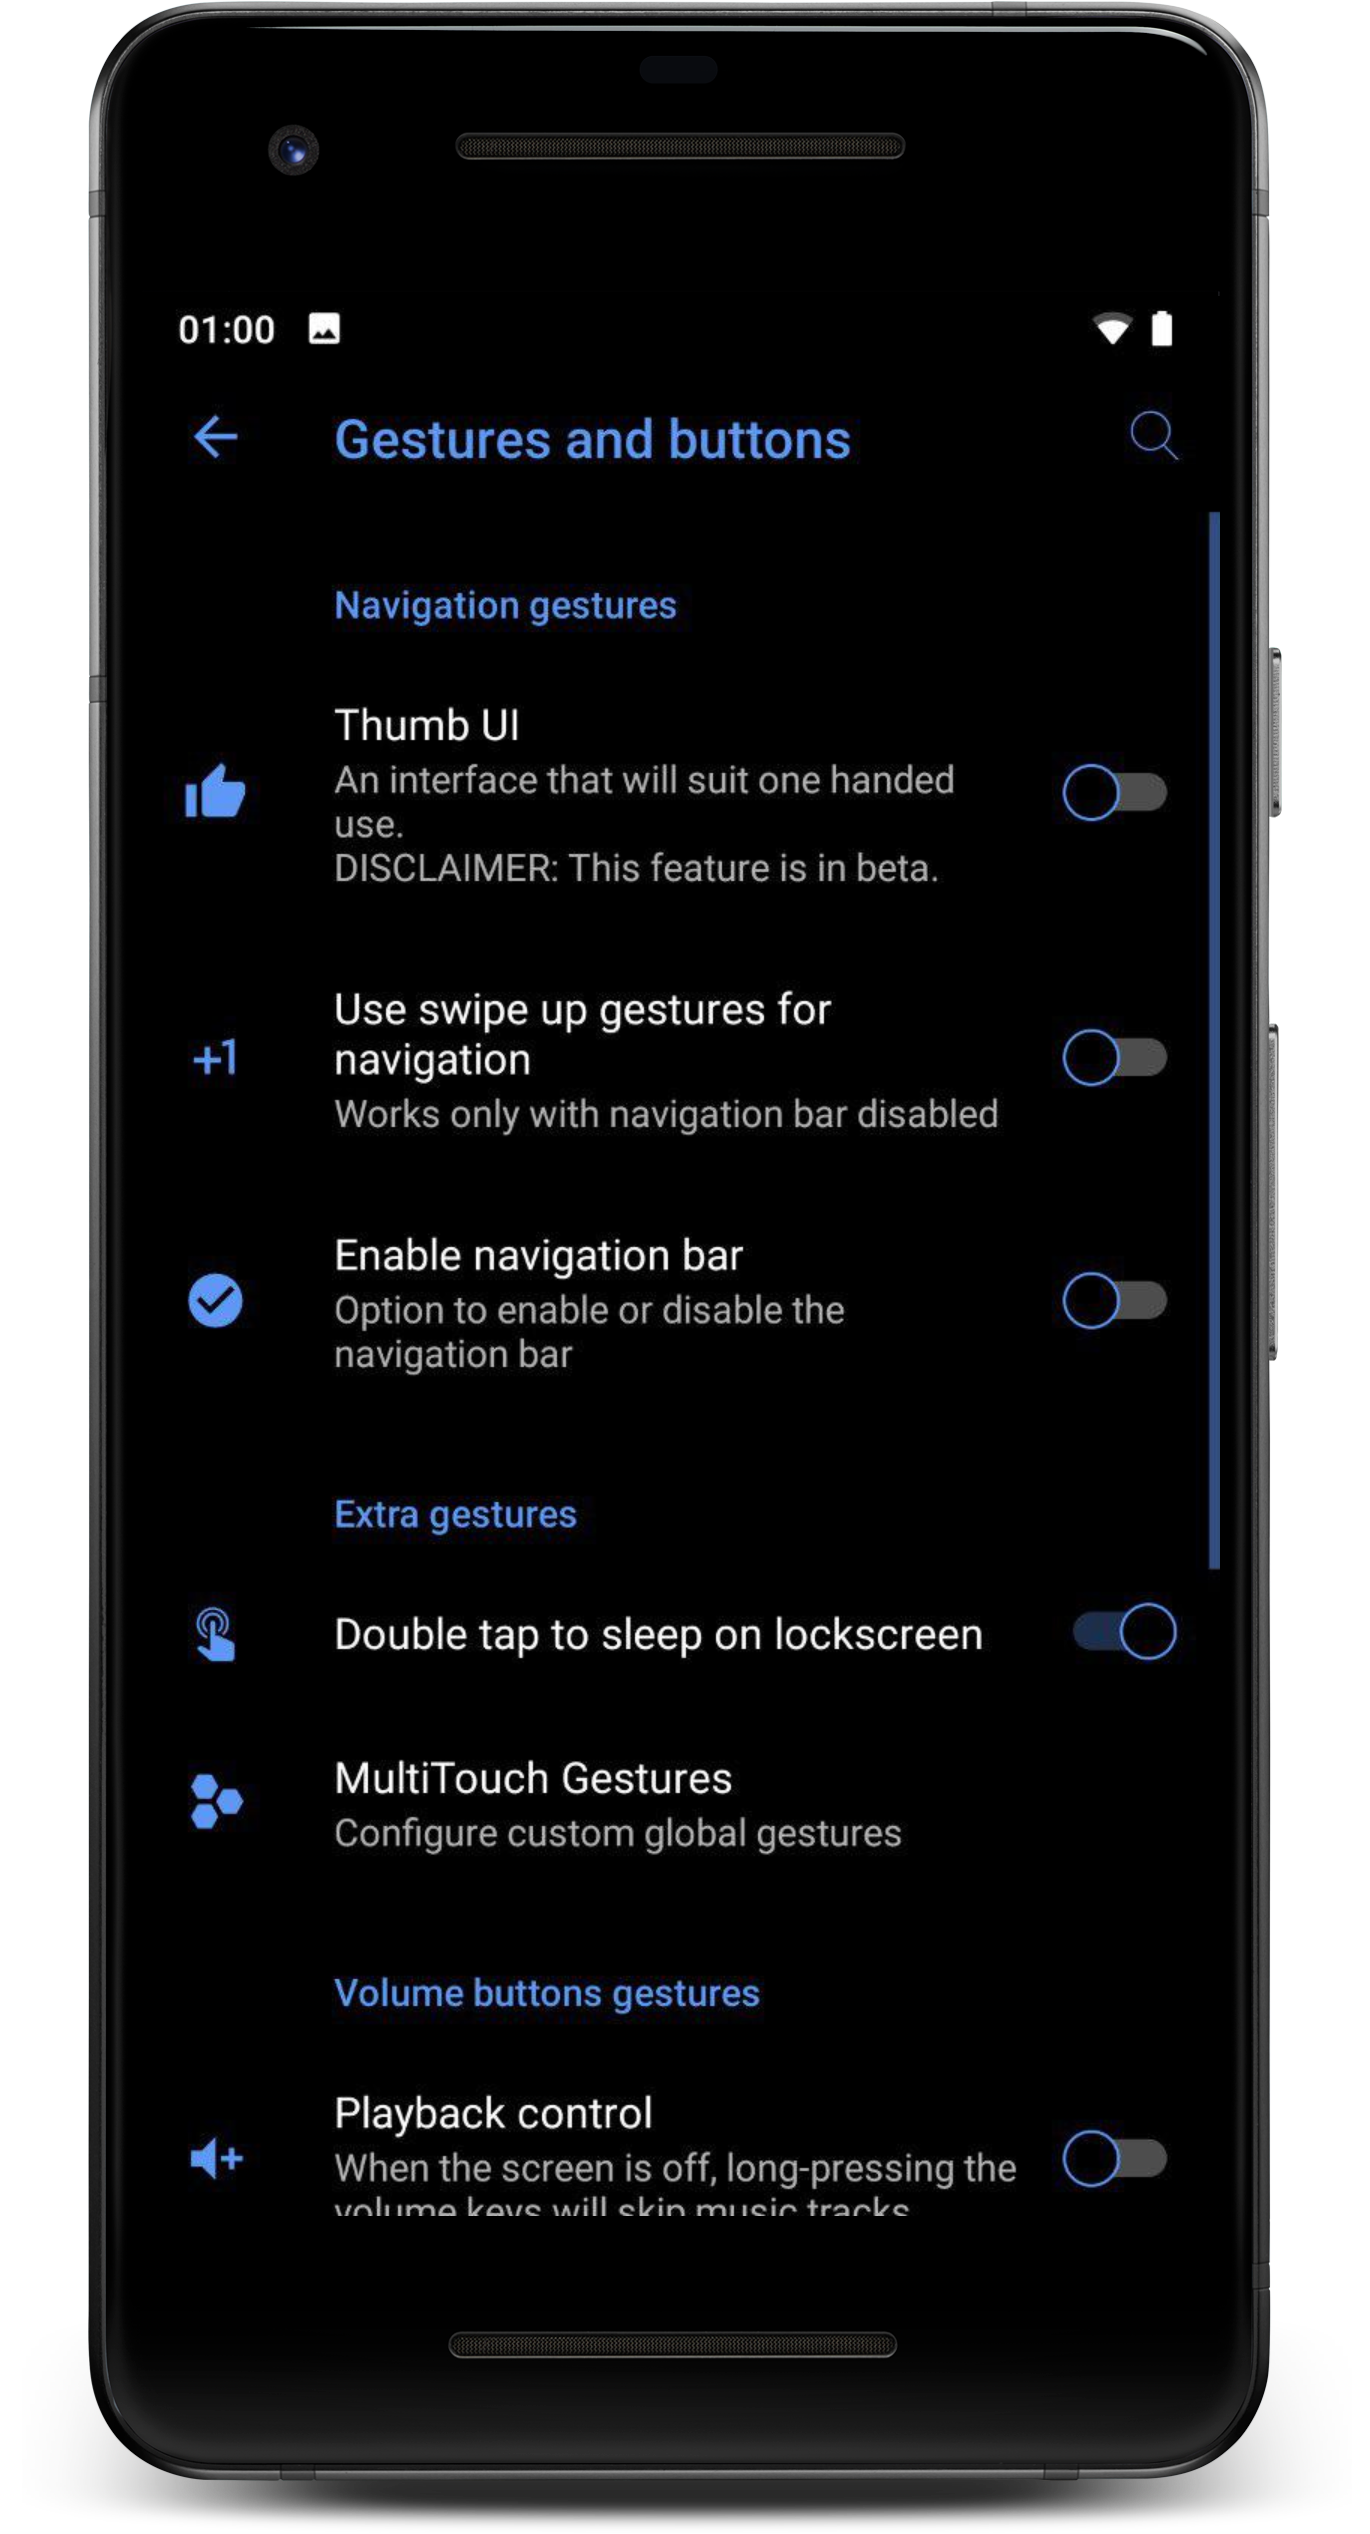 01:00
Gestures and buttons
Navigation gestures
Thumb UI
An interface that will suit one handed
use.
DISCLAIMER: This feature is in beta.
+1
Use swipe up gestures for
navigation
Works only with navigation bar disabled
Enable navigation bar
Option to enable or disable the
navigation bar
Extra gestures
Double tap to sleep on lockscreen
MultiTouch Gestures
Configure custom global gestures
Volume buttons gestures
Playback control
When the screen is off, long-pressing the
volume keys will skip music tracks